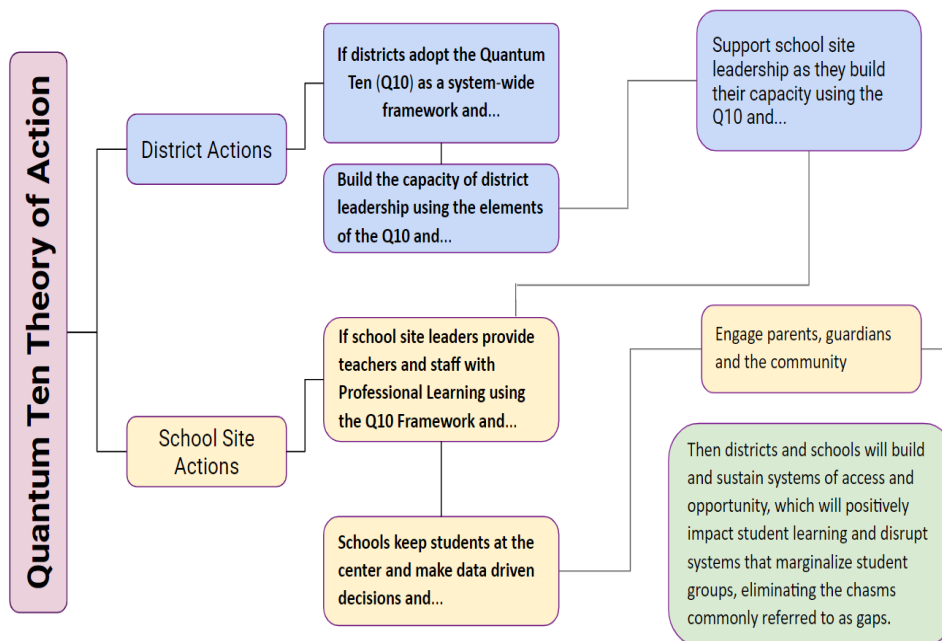 Quantum Ten Theory of Action
District Actions
If districts adopt the Quantum
Ten (Q10) as a system-wide
framework and...
Build the capacity of district
leadership using the elements
of the Q10 and...
Support school site
leadership as they build
their capacity using the
Q10 and...
School Site
Actions
If school site leaders provide
teachers and staff with
Professional Learning using
the Q10 Framework and...
Schools keep students at the
center and make data driven
decisions and...
Engage parents, guardians
and the community
Then districts and schools will build
and sustain systems of access and
opportunity, which will positively
impact student learning and disrupt
systems that marginalize student
groups, eliminating the chasms
commonly referred to as gaps.